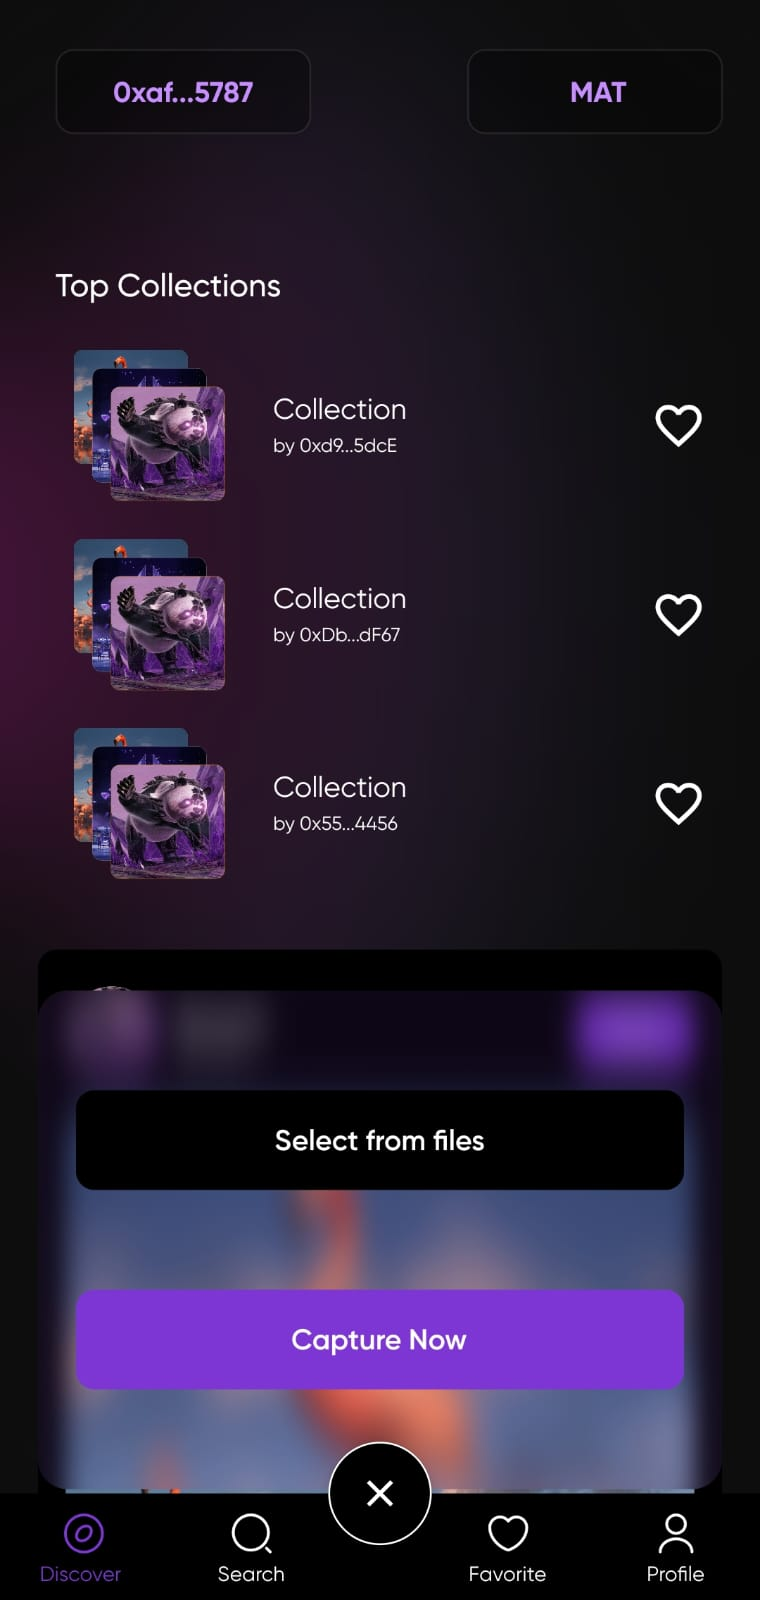 0xaf...5787
MAT
Top Collections
Collection
by 0xd9...5dcE
Collection
by 0xDb...dF67
Collection
by 0x55...4456
Select from files
Capture Now
Discover
Search
Favorite
Profile